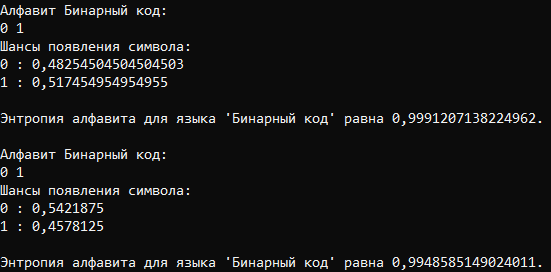 Алфавит Бинарный код:
0 1
Шансы появления символа:
0 : 0,48254504504504503
1 : 0,517454954954955
Энтропия алфавита для языка 'Бинарный код' равна 0,9991207138224962.
Алфавит Бинарный код:
0 1
Шансы появления символа:
0 : 0,5421875
1 : 0,4578125
Энтропия алфавита для языка 'Бинарный код' равна 0,9948585149024011.